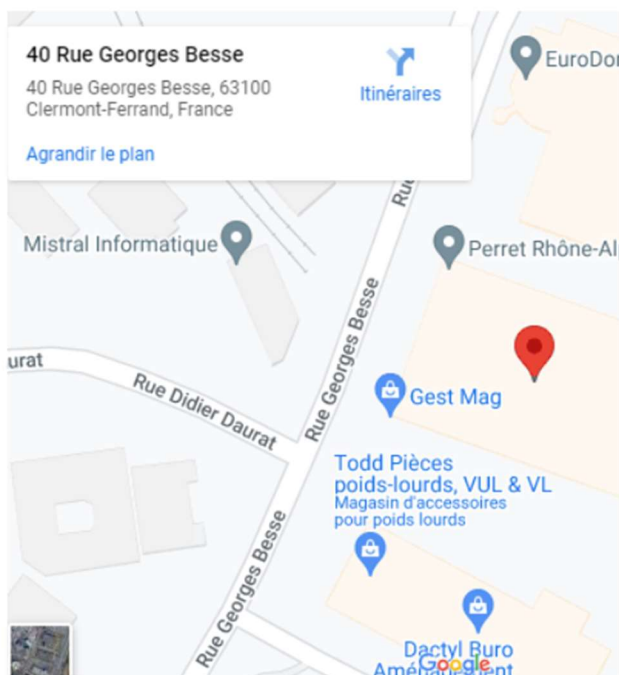 40 Rue Georges Besse
40 Rue Georges Besse, 63100
Clermont-Ferrand, France
Itinéraires
Agrandir le plan
EuroDo
Rue
Mistral Informatique
Perret Rhône-Al
Rue Georges Besse
urat
Rue Didier Daurat
Gest Mag
Todd Pièces
poids-lourds, VUL & VL
Magasin d'accessoires
pour poids lourds
Rue Georges Besse
Dactyl Buro
Google